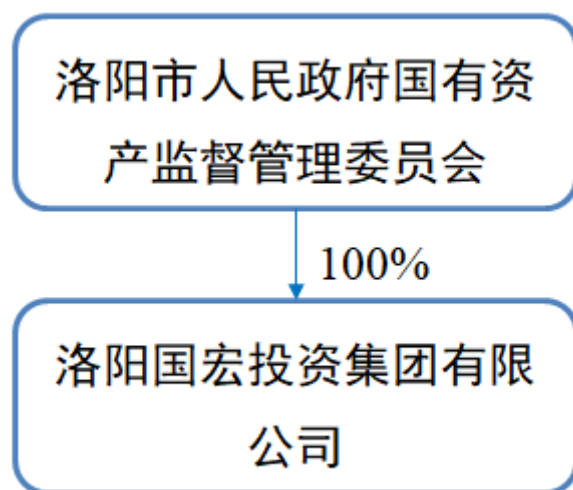 洛阳市人民政府国有资
产监督管理委员会
100%
洛阳国宏投资集团有限
公司